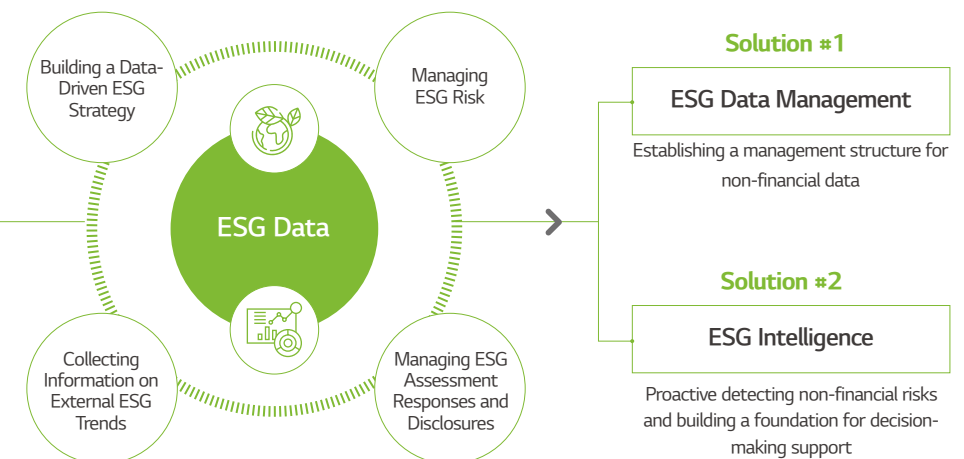 Building a Data-
Driven ESG
Strategy
Managing
ESG Risk
ESG Data
Collecting
Information on
External ESG
Trends
Managing ESG
Assessment
Responses and
Disclosures
Solution #1
ESG Data Management
Establishing a management structure for
non-financial data
Solution #2
ESG Intelligence
Proactive detecting non-financial risks
and building a foundation for decision-
making support